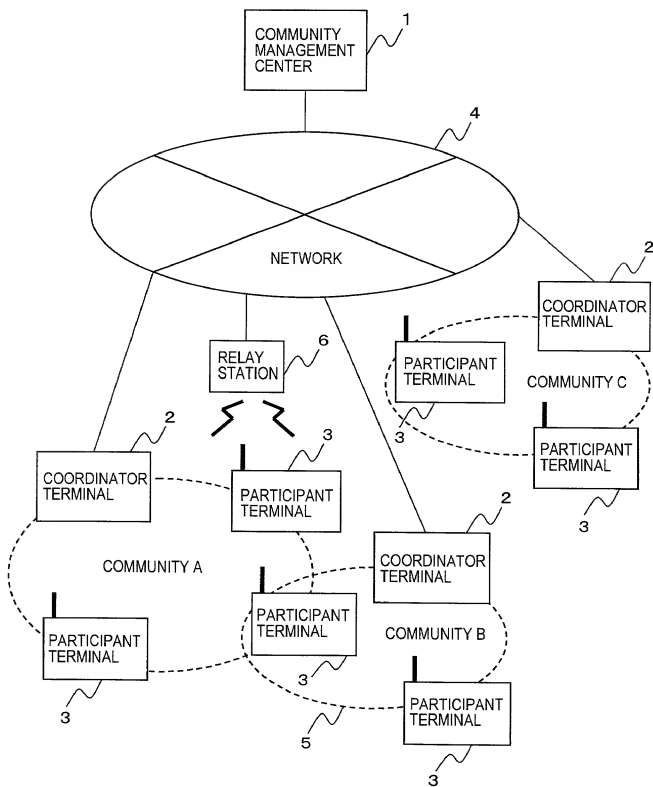 1
COMMUNITY
MANAGEMENT
CENTER
4
NETWORK
2
COORDINATOR
TERMINAL
6
RELAY
STATION
PARTICIPANT
TERMINAL
COMMUNITY C
3
2
COORDINATOR
TERMINAL
3
PARTICIPANT
TERMINAL
PARTICIPANT
TERMINAL
3
2
COORDINATOR
TERMINAL
COMMUNITY A
PARTICIPANT
TERMINAL
3
COMMUNITY B
PARTICIPANT
TERMINAL
3
PARTICIPANT
TERMINAL
3
5